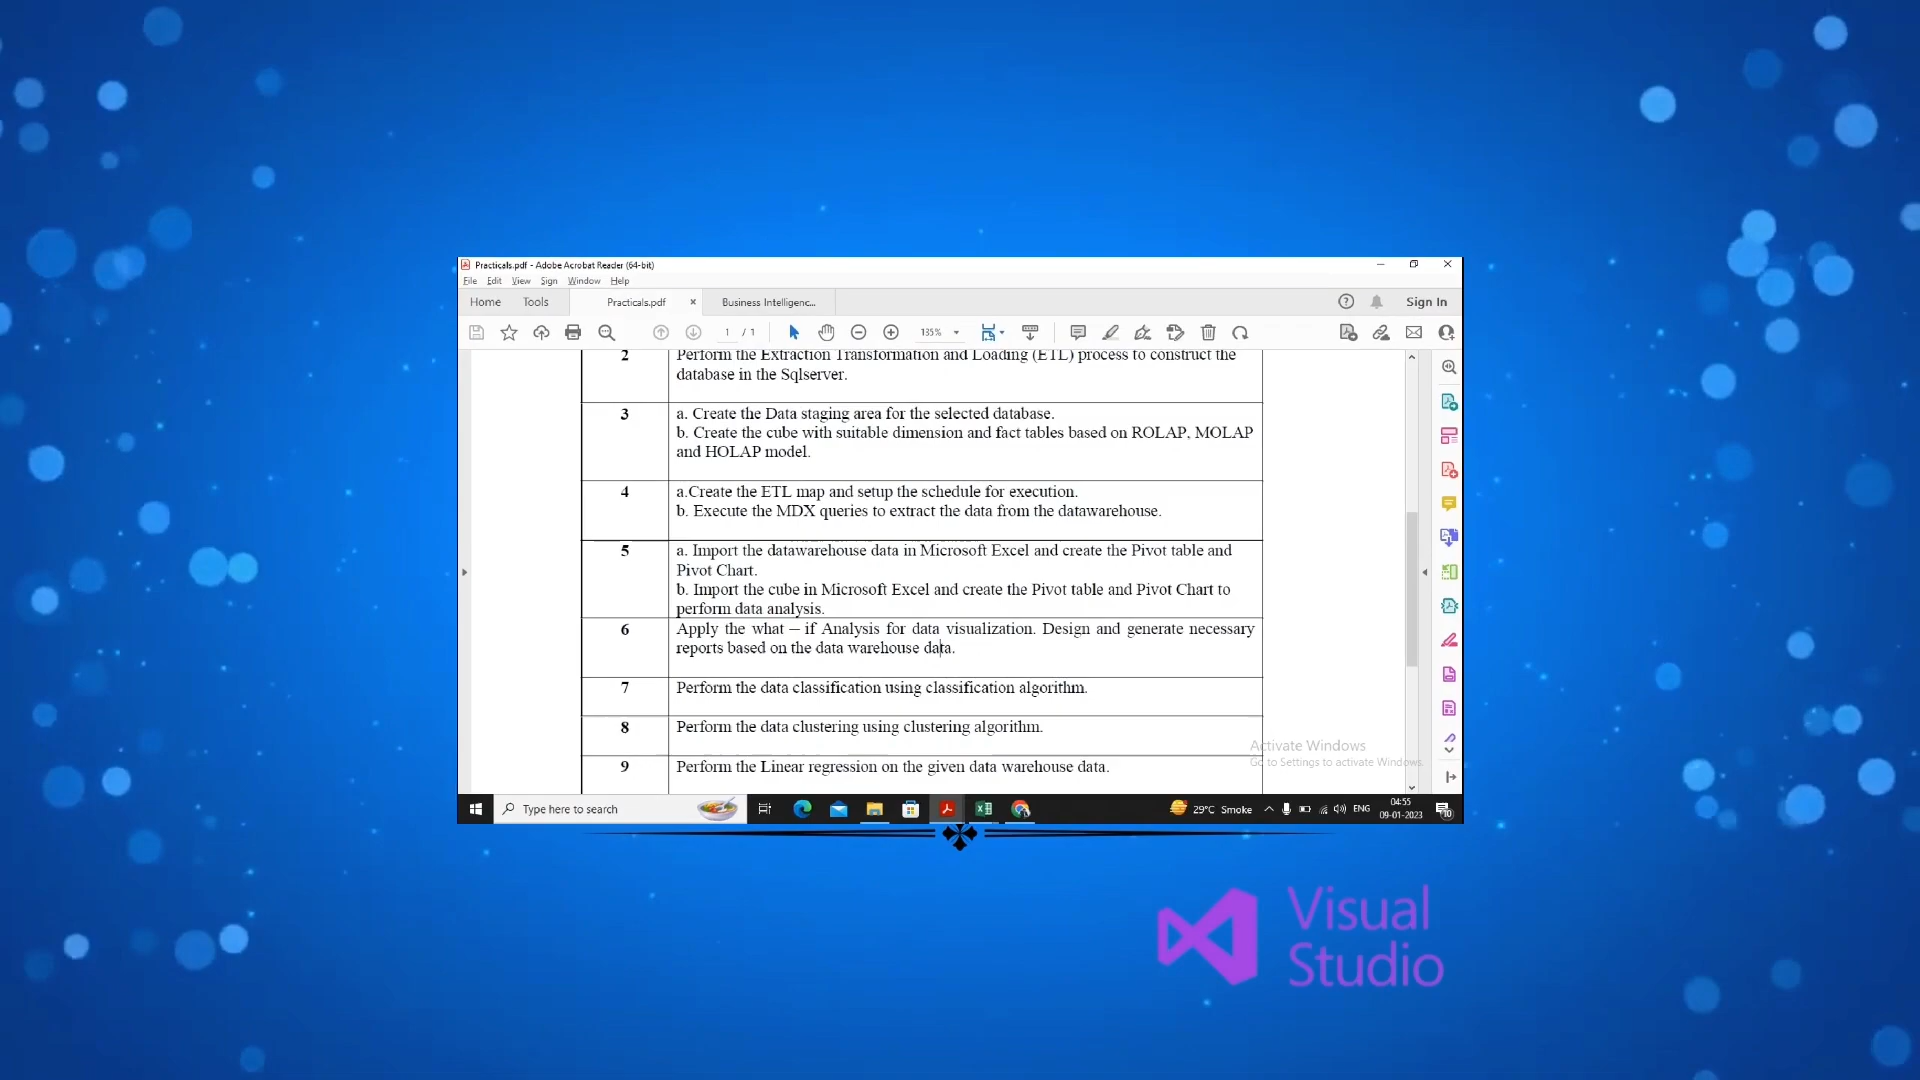 Practicals.pdf - Adobe Acrobat Reader (64-bit)
File Edit View Sign Window Help
Home Tools Practicals.pdf × Business Intelligenc... Sign In
1 / 1 135%
2 Perform the Extraction Transformation and Loading (ETL) process to construct the
database in the Sqlserver.
3 a. Create the Data staging area for the selected database.
b. Create the cube with suitable dimension and fact tables based on ROLAP, MOLAP
and HOLAP model.
4 a.Create the ETL map and setup the schedule for execution.
b. Execute the MDX queries to extract the data from the datawarehouse.
5 a. Import the datawarehouse data in Microsoft Excel and create the Pivot table and
Pivot Chart.
b. Import the cube in Microsoft Excel and create the Pivot table and Pivot Chart to
perform data analysis.
6 Apply the what – if Analysis for data visualization. Design and generate necessary
reports based on the data warehouse data.
7 Perform the data classification using classification algorithm.
8 Perform the data clustering using clustering algorithm.
Activate Windows
Go to Settings to activate Windows.
9 Perform the Linear regression on the given data warehouse data.
Type here to search 29°C Smoke ENG 04:55
09-01-2023
Visual
Studio